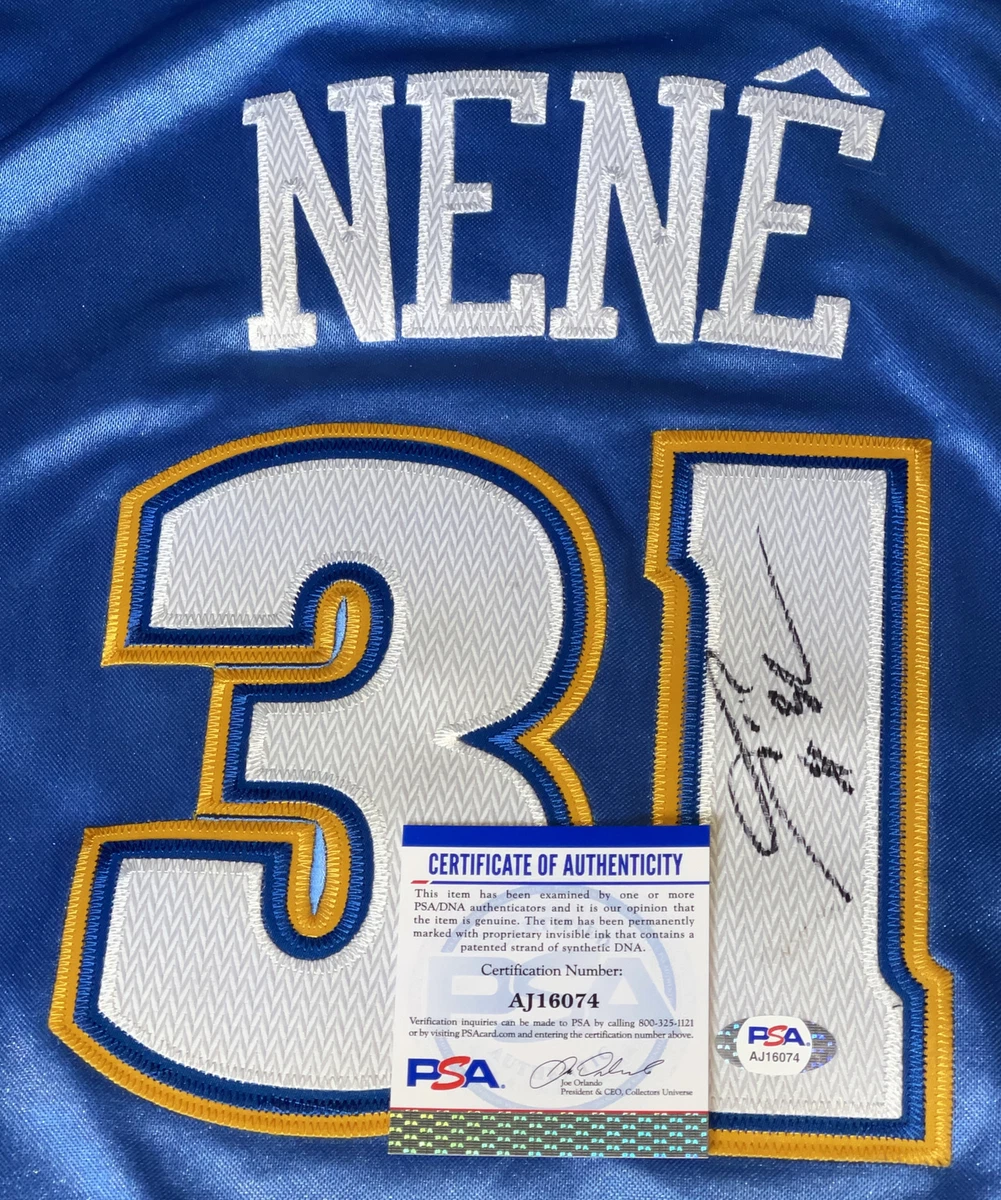 NENÊ
31
CERTIFICATE OF AUTHENTICITY
This item has been examined by one or more
PSA/DNA authenticators and it is our opinion that
the item is genuine. The item has been permanently
marked with proprietary invisible ink that contains a
patented strand of synthetic DNA.
Certification Number:
AJ16074
Verification inquiries can be made to PSA by calling 800-325-1121
or by visiting PSAcard.com and entering the certification number above.
PSA.
Joe Orlando
President & CEO, Collectors Universe
PSA
AJ16074